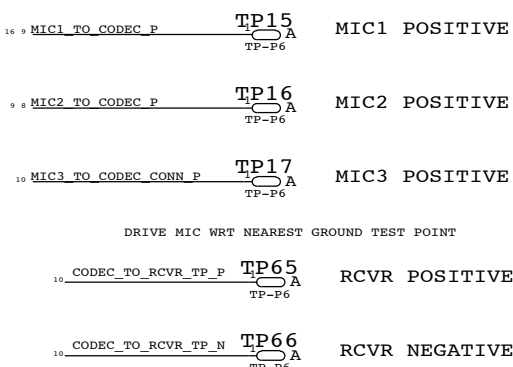 TP15
16 9 MIC1_TO_CODEC_P 1 A MIC1 POSITIVE
TP-P6
TP16
9 8 MIC2_TO_CODEC_P 1 A MIC2 POSITIVE
TP-P6
TP17
10 MIC3_TO_CODEC_CONN_P 1 A MIC3 POSITIVE
TP-P6
DRIVE MIC WRT NEAREST GROUND TEST POINT
TP65
10 CODEC_TO_RCVR_TP_P 1 A RCVR POSITIVE
TP-P6
TP66
10 CODEC_TO_RCVR_TP_N 1 A RCVR NEGATIVE
TP-P6